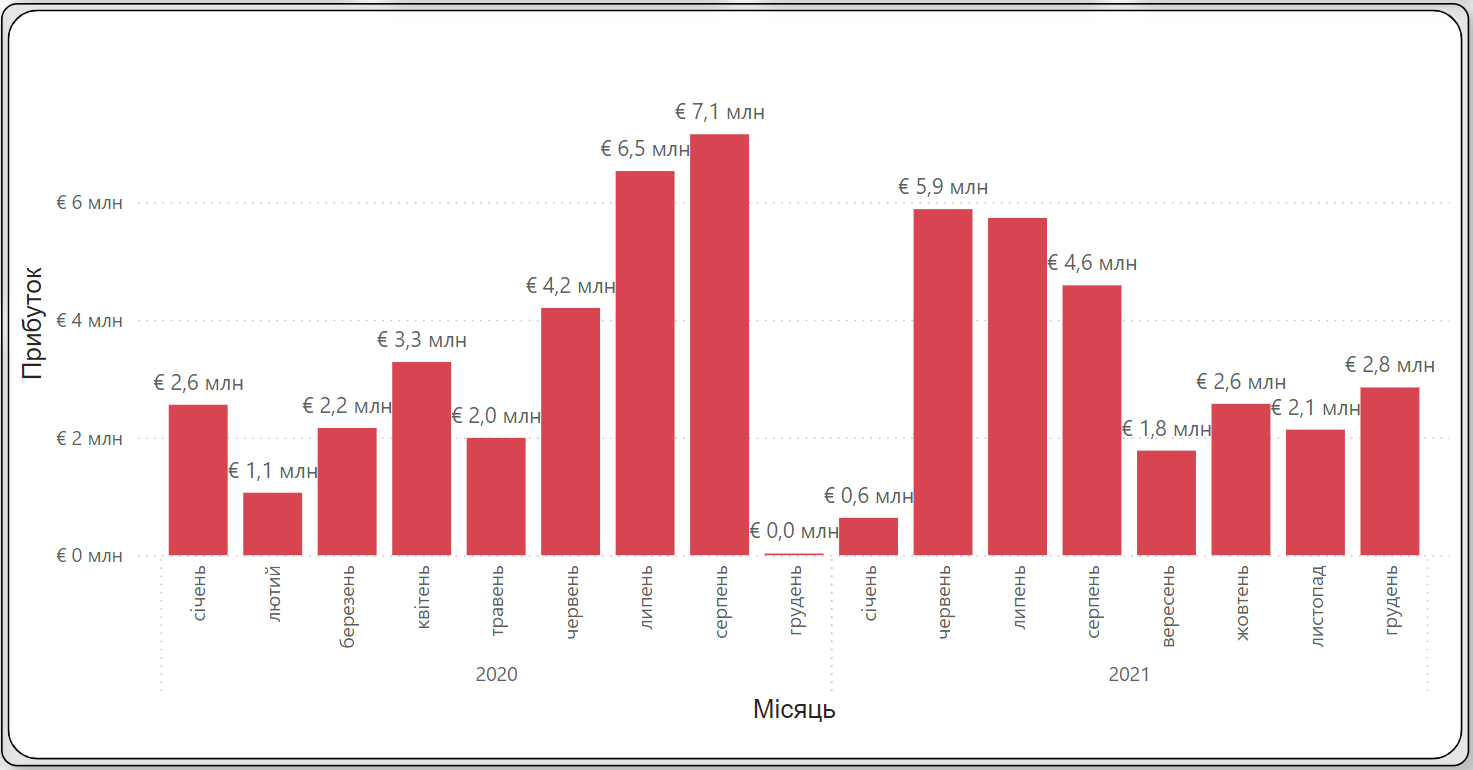 € 7,1 млн
€ 6,5 млн
€ 5,9 млн
€ 6 млн
€ 4,6 млн
€ 4,2 млн
€ 4 млн
€ 3,3 млн
€ 2,8 млн
€ 2,6 млн
€ 2,6 млн
€ 2,2 млн
€ 2,1 млн
€ 2,0 млн
€ 1,8 млн
€ 2 млн
€ 1,1 млн
€ 0,6 млн
€ 0,0 млн
€ 0 млн
Прибуток
січень
лютий
березень
квітень
травень
червень
липень
серпень
грудень
січень
червень
липень
серпень
вересень
жовтень
листопад
грудень
2020
2021
Місяць